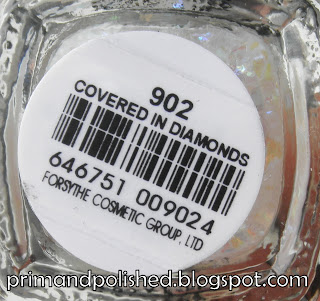 902
COVERED IN DIAMONDS
646751 009024
FORSYTHE COSMETIC GROUP, LTD
primandpolished.blogspot.com